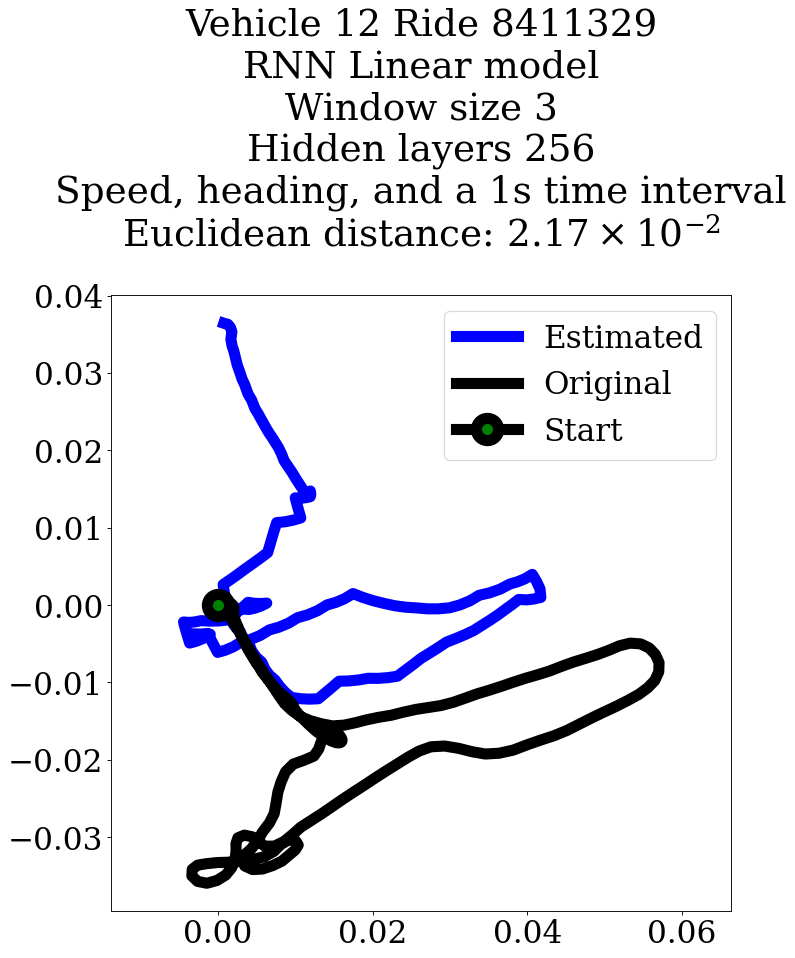 Vehicle 12 Ride 8411329
RNN Linear model
Window size 3
Hidden layers 256
Speed, heading, and a 1s time interval
Euclidean distance: 2.17 × 10⁻²
0.04
0.03
0.02
0.01
0.00
−0.01
−0.02
−0.03
Estimated
Original
Start
0.00 0.02 0.04 0.06